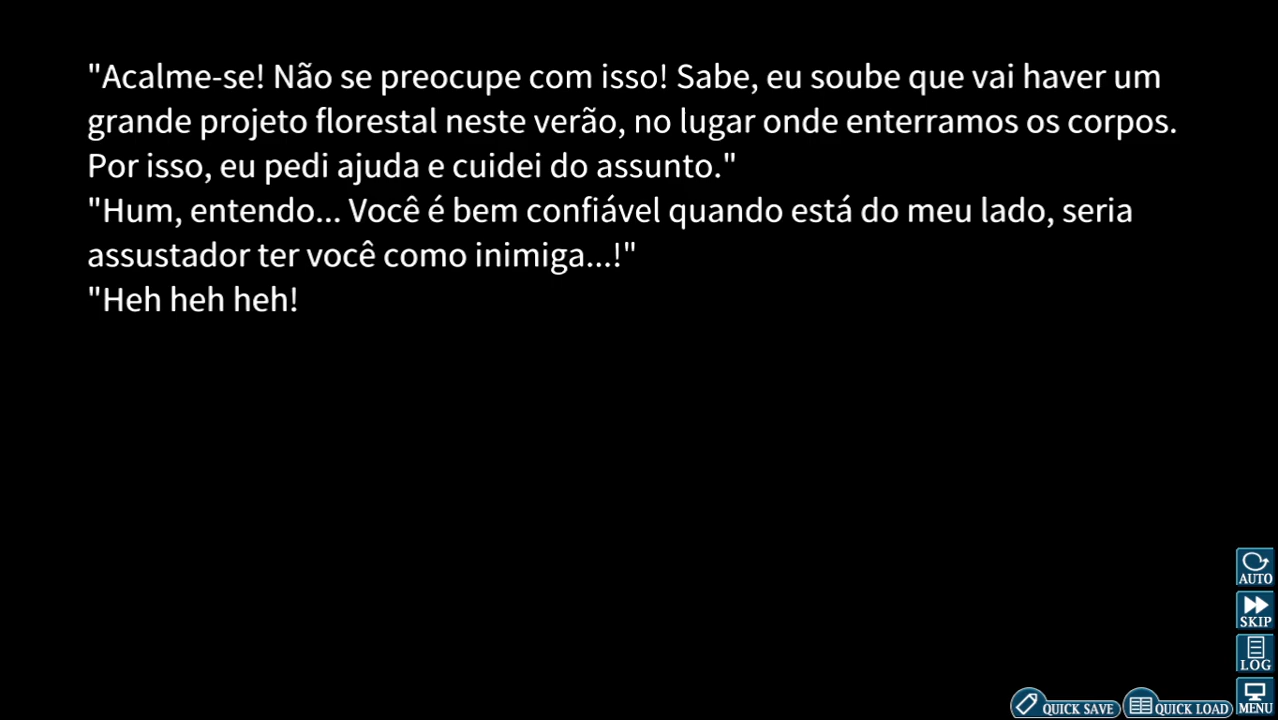 "Acalme-se! Não se preocupe com isso! Sabe, eu soube que vai haver um
grande projeto florestal neste verão, no lugar onde enterramos os corpos.
Por isso, eu pedi ajuda e cuidei do assunto."
"Hum, entendo... Você é bem confiável quando está do meu lado, seria
assustador ter você como inimiga...!"
"Heh heh heh!
AUTO
SKIP
LOG
QUICK SAVE
QUICK LOAD
MENU